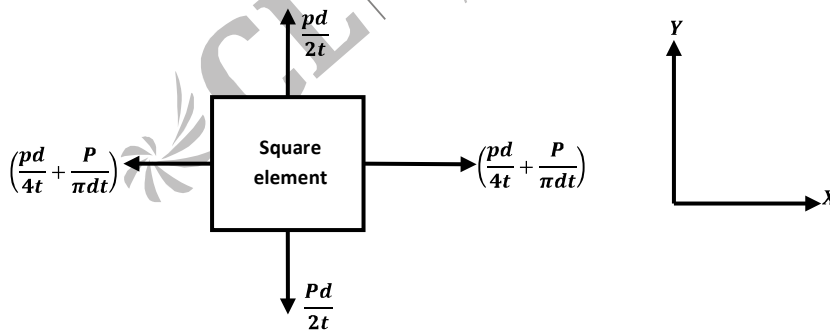 pd/2t
Y
(pd/4t + P/πdt)
Square
element
(pd/4t + P/πdt)
X
Pd/2t